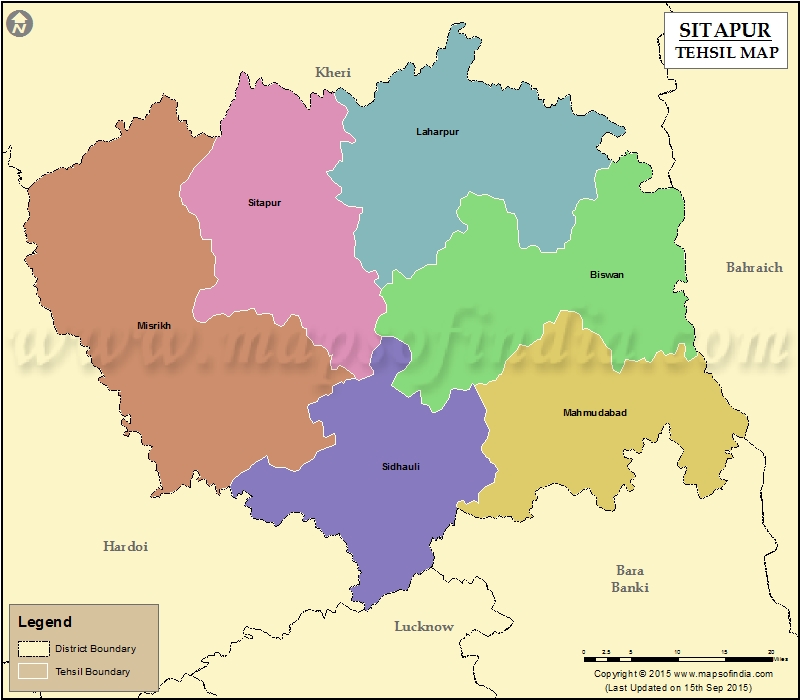 N
SITAPUR
TEHSIL MAP
Kheri
Laharpur
Sitapur
Bahraich
Biswan
Misrikh
www.mapsofindia.com
Mahmudabad
Sidhauli
Hardoi
Bara
Banki
Lucknow
Legend
District Boundary
Tehsil Boundary
0 2.5 5 10 15 20
Miles
Copyright © 2015 www.mapsofindia.com
(Last Updated on 15th Sep 2015)